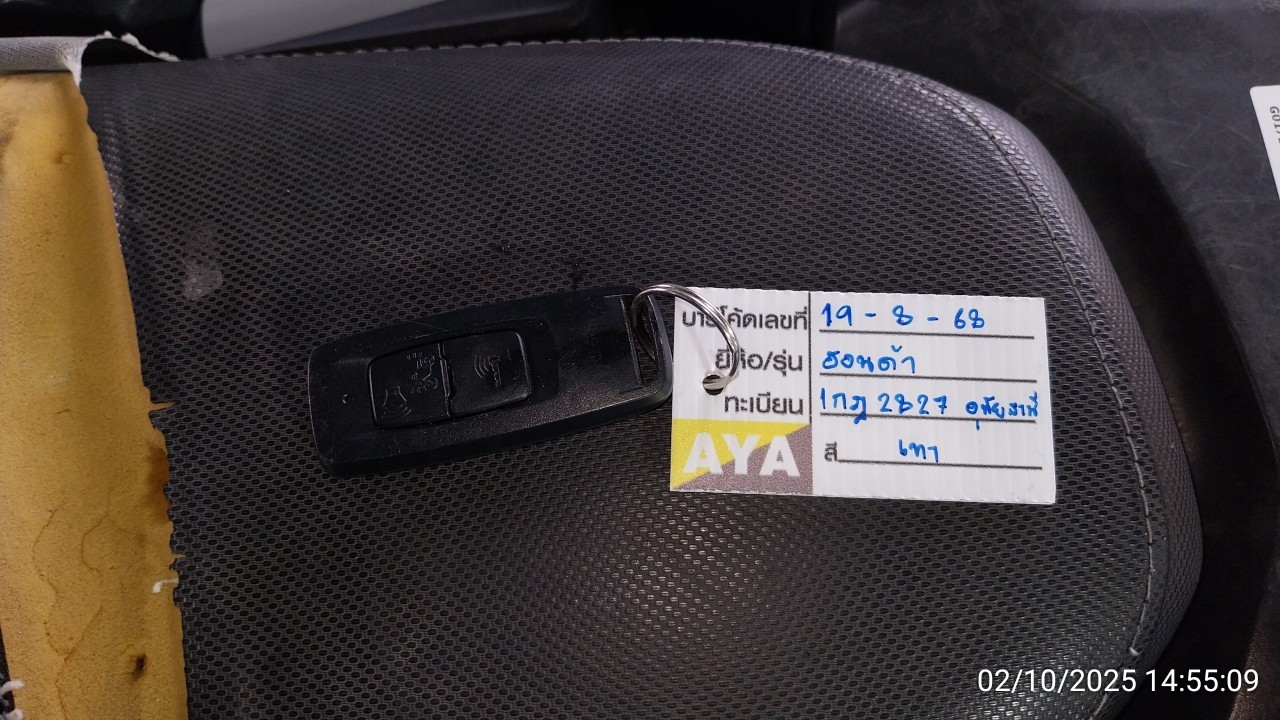 บาร์โค้ดเลขที่ 19 - 8 - 68
ยี่ห้อ/รุ่น ฮอนด้า
ทะเบียน 1กฎ 2827 อุทัยธานี
AYA
สี เทา
02/10/2025 14:55:09